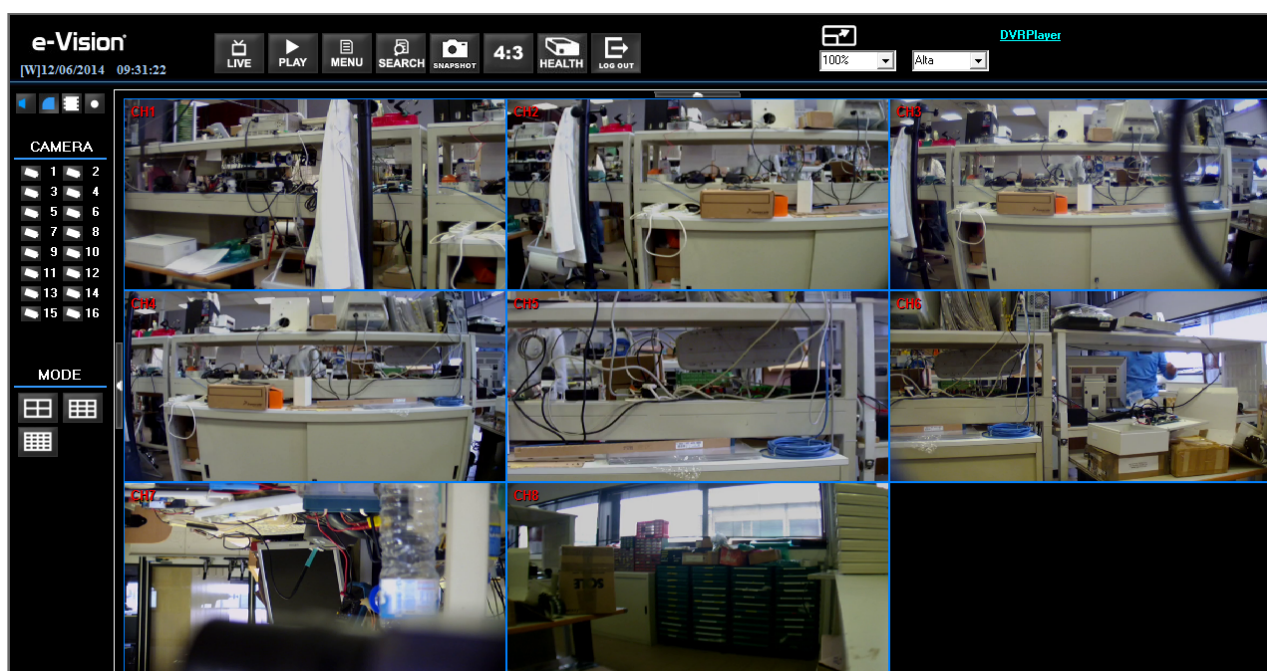 e-Vision
[W]12/06/2014 09:31:22
LIVE
PLAY
MENU
SEARCH
SNAPSHOT
4:3
HEALTH
LOG OUT
100%
Alta
DVRPlayer
CAMERA
1 2
3 4
5 6
7 8
9 10
11 12
13 14
15 16
MODE
CH1
CH2
CH3
CH4
CH5
CH6
CH7
CH8